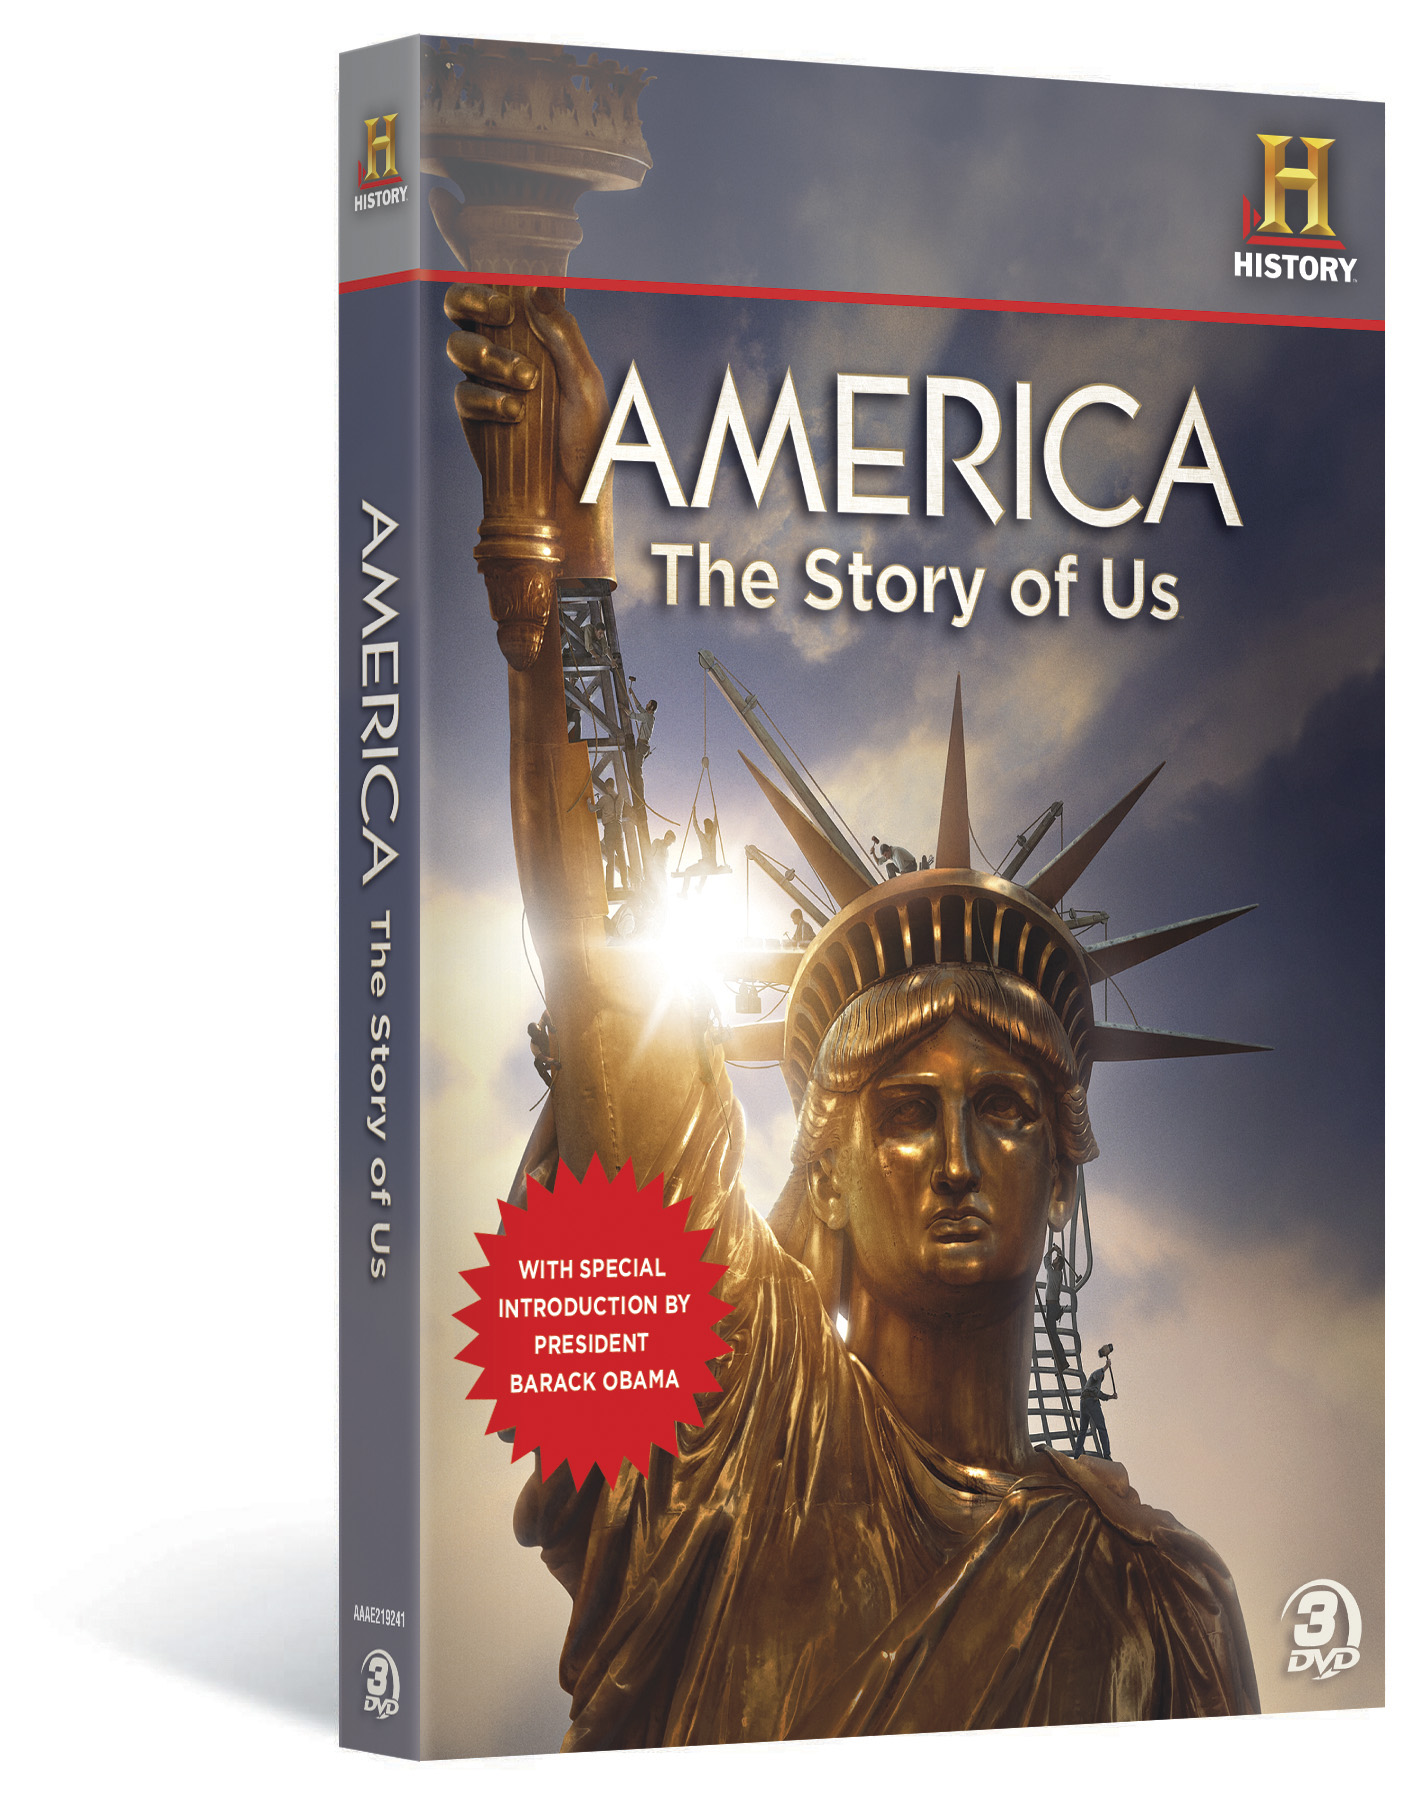 H
HISTORY
AMERICA The Story of Us
AAAE219241
3
DVD
H
HISTORY
AMERICA
The Story of Us
WITH SPECIAL
INTRODUCTION BY
PRESIDENT
BARACK OBAMA
3
DVD